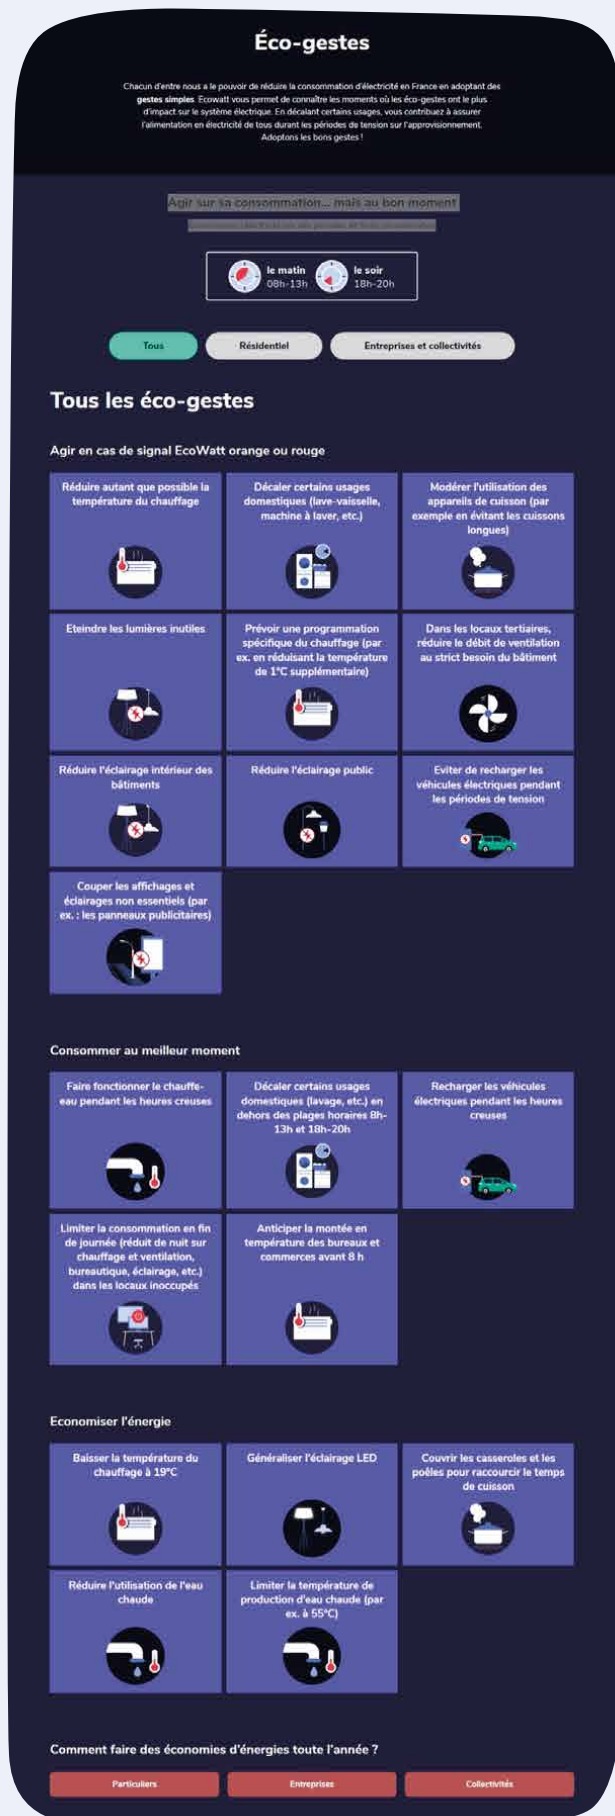 Éco-gestes
Chacun d'entre nous a le pouvoir de réduire la consommation d'électricité en France en adoptant des
gestes simples. Ecowatt vous permet de connaître les moments où les éco-gestes ont le plus
d'impact sur le système électrique. En décalant certains usages, vous contribuez à assurer
l'alimentation en électricité de tous durant les périodes de tension sur l'approvisionnement.
Adoptons les bons gestes !
Agir sur sa consommation... mais au bon moment
le matin
08h-13h
le soir
18h-20h
Tous
Résidentiel
Entreprises et collectivités
Tous les éco-gestes
Agir en cas de signal EcoWatt orange ou rouge
Réduire autant que possible la
température du chauffage
Décaler certains usages
domestiques (lave-vaisselle,
machine à laver, etc.)
Modérer l'utilisation des
appareils de cuisson (par
exemple en évitant les cuissons
longues)
Eteindre les lumières inutiles
Prévoir une programmation
spécifique du chauffage (par
ex. en réduisant la température
de 1°C supplémentaire)
Dans les locaux tertiaires,
réduire le débit de ventilation
au strict besoin du bâtiment
Réduire l'éclairage intérieur des
bâtiments
Réduire l'éclairage public
Eviter de recharger les
véhicules électriques pendant
les périodes de tension
Couper les affichages et
éclairages non essentiels (par
ex. : les panneaux publicitaires)
Consommer au meilleur moment
Faire fonctionner le chauffe-
eau pendant les heures creuses
Décaler certains usages
domestiques (lavage, etc.) en
dehors des plages horaires 8h-
13h et 18h-20h
Recharger les véhicules
électriques pendant les heures
creuses
Limiter la consommation en fin
de journée (réduit de nuit sur
chauffage et ventilation,
bureautique, éclairage, etc.)
dans les locaux inoccupés
Anticiper la montée en
température des bureaux et
commerces avant 8 h
Economiser l'énergie
Baisser la température du
chauffage à 19°C
Généraliser l'éclairage LED
Couvrir les casseroles et les
poêles pour raccourcir le temps
de cuisson
Réduire l'utilisation de l'eau
chaude
Limiter la température de
production d'eau chaude (par
ex. à 55°C)
Comment faire des économies d'énergies toute l'année ?
Particuliers
Entreprises
Collectivités